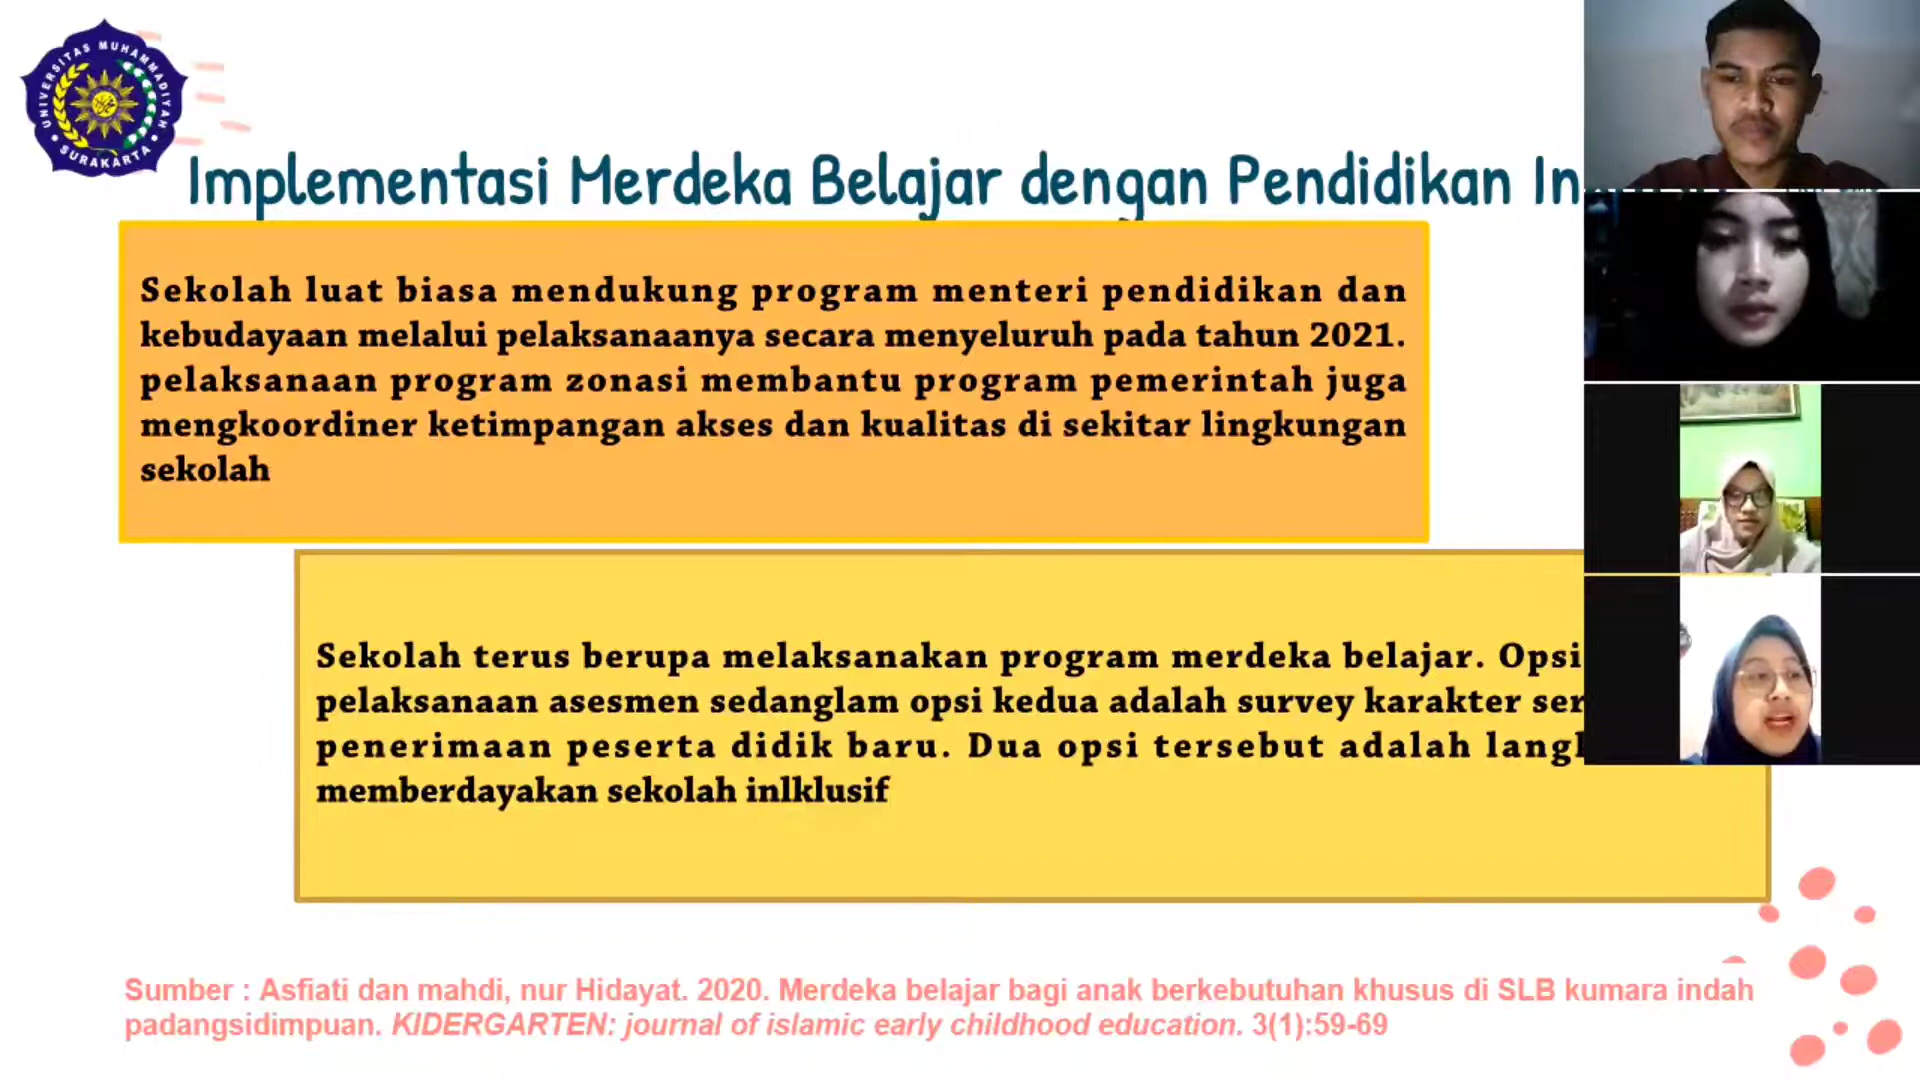 UNIVERSITAS MUHAMMADIYAH
SURAKARTA
Implementasi Merdeka Belajar dengan Pendidikan
Sekolah luat biasa mendukung program menteri pendidikan dan
kebudayaan melalui pelaksanaanya secara menyeluruh pada tahun 2021.
pelaksanaan program zonasi membantu program pemerintah juga
mengkoordiner ketimpangan akses dan kualitas di sekitar lingkungan
sekolah
Sekolah terus berupa melaksanakan program merdeka belajar. Opsi
pelaksanaan asesmen sedanglam opsi kedua adalah survey karakter
penerimaan peserta didik baru. Dua opsi tersebut adalah
memberdayakan sekolah inlklusif
Sumber : Asfiati dan mahdi, nur Hidayat. 2020. Merdeka belajar bagi anak berkebutuhan khusus di SLB kumara indah
padangsidimpuan. KIDERGARTEN: journal of islamic early childhood education. 3(1):59-69